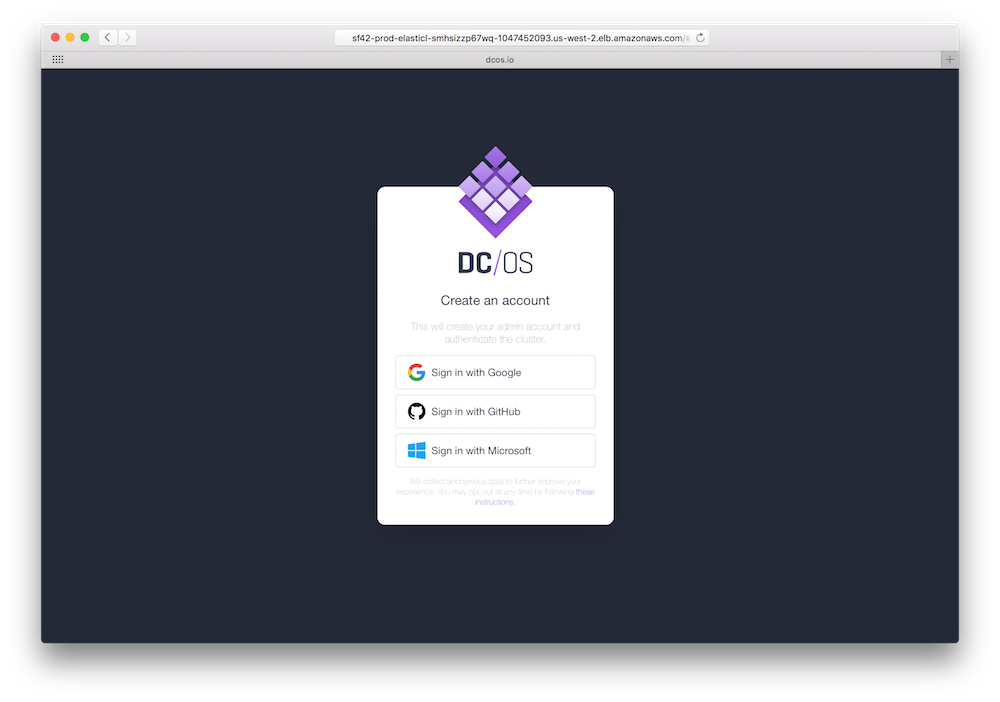 sf42-prod-elasticl-smhsizzp67wq-1047452093.us-west-2.elb.amazonaws.com/
dcos.io
DC/OS
Create an account
This will create your admin account and
authenticate the cluster.
Sign in with Google
Sign in with GitHub
Sign in with Microsoft
We collect anonymous data to further improve your
experience. You may opt-out at any time by following these
instructions.